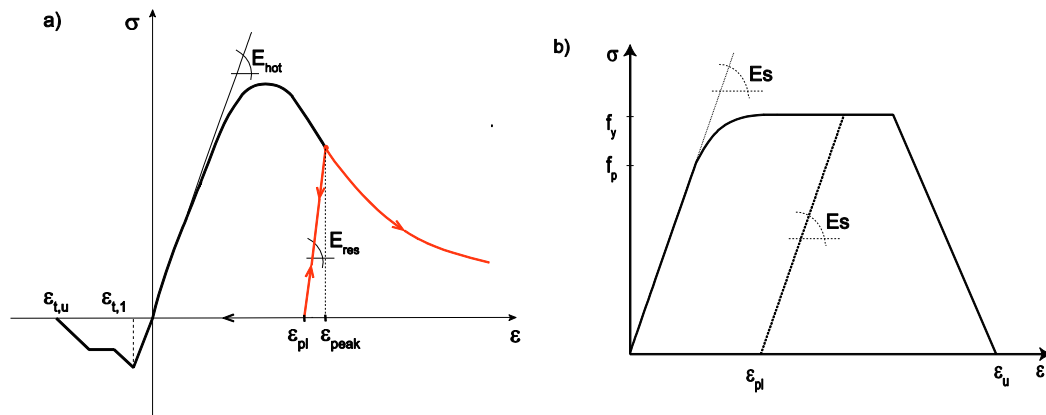 a)
σ
E_hot
E_res
ε_t,u
ε_t,1
ε_pl
ε_peak
ε
b)
σ
Es
f_y
f_p
Es
ε_pl
ε_u
ε